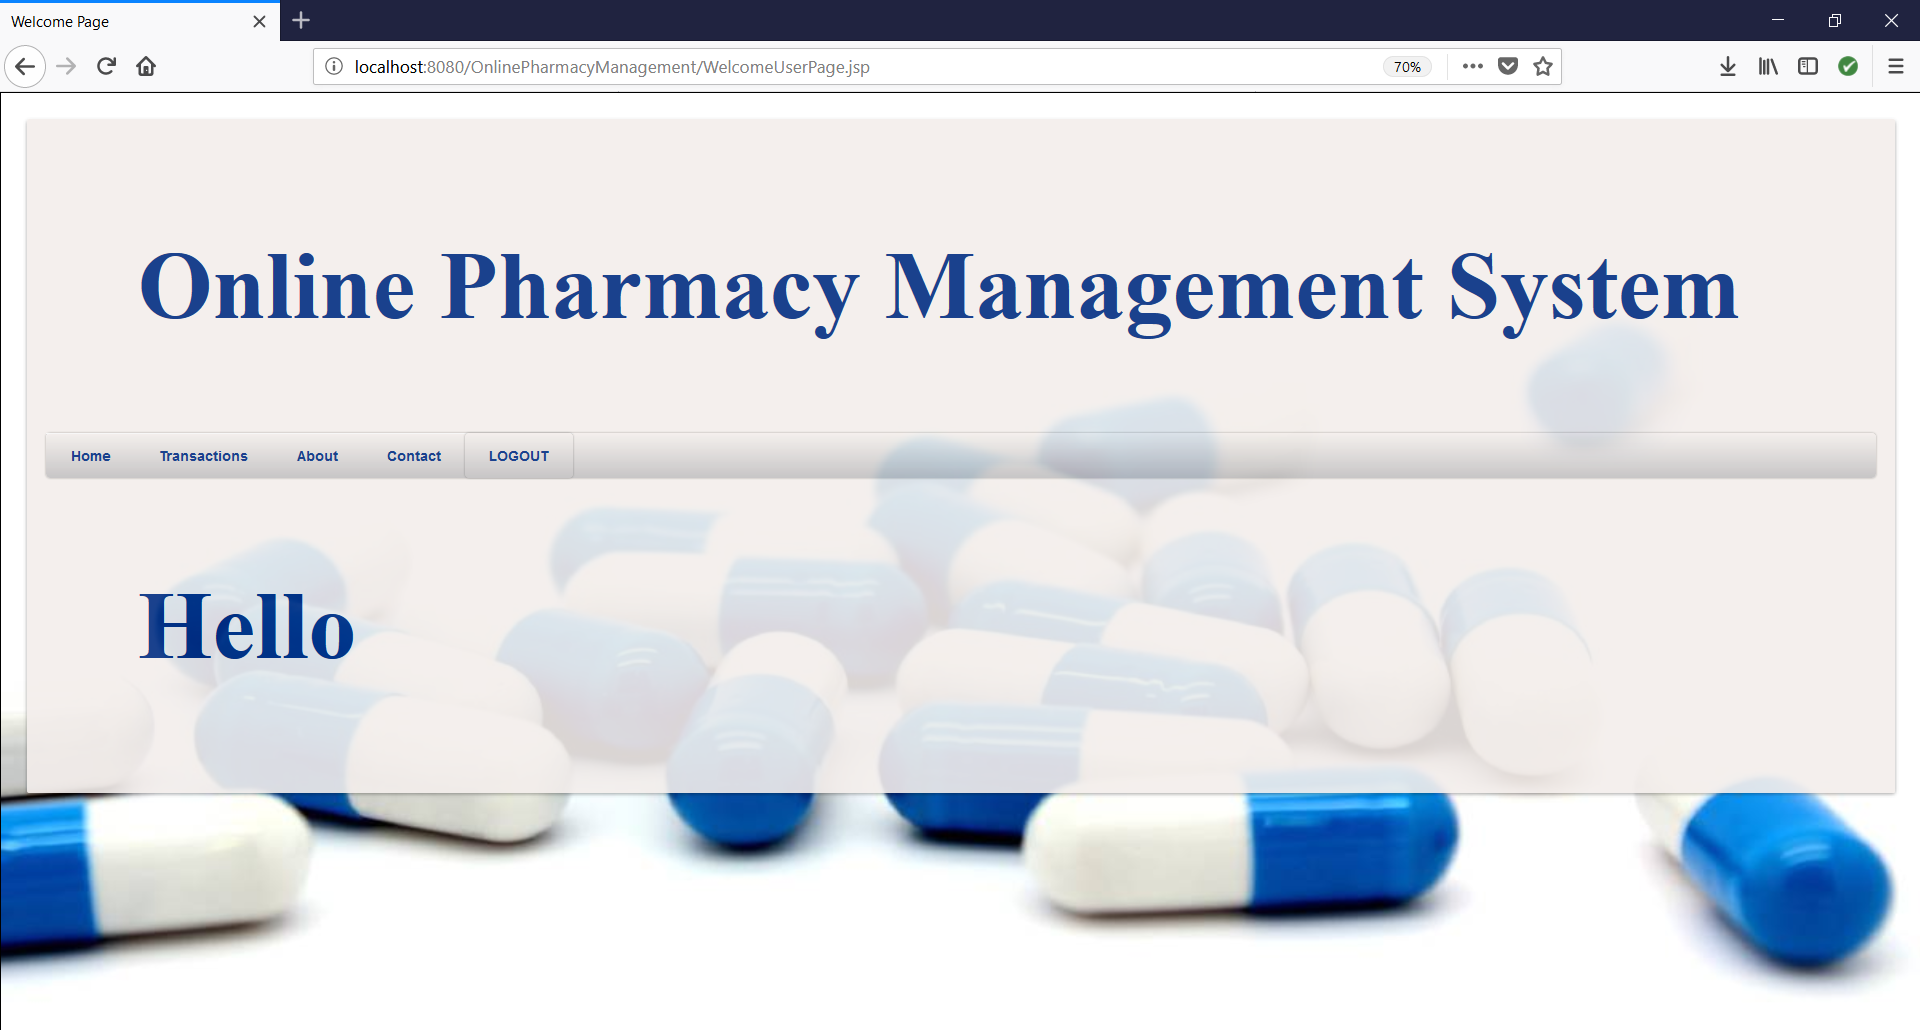 Welcome Page
localhost:8080/OnlinePharmacyManagement/WelcomeUserPage.jsp 70%
Online Pharmacy Management System
Home Transactions About Contact LOGOUT
Hello